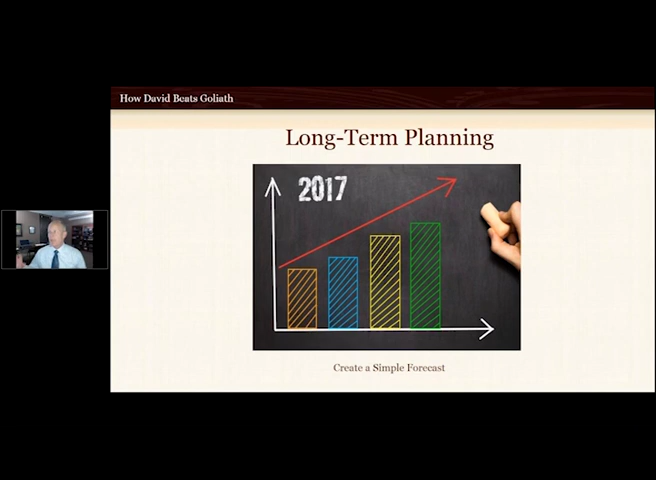 How David Beats Goliath
Long-Term Planning
2017
Create a Simple Forecast